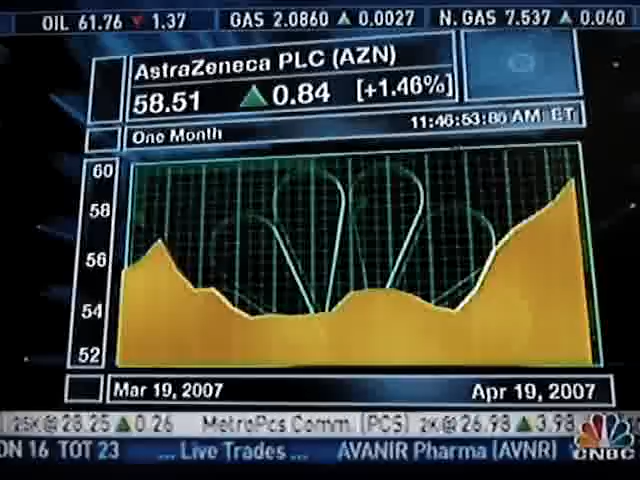 OIL 61.76 ▼ 1.37 GAS 2.0860 ▲ 0.0027 N. GAS 7.537 ▲ 0.040
AstraZeneca PLC (AZN)
58.51 ▲ 0.84 [+1.46%]
11:46:53:86 AM ET
One Month
60
58
56
54
52
Mar 19, 2007 Apr 19, 2007
25K@28.25 ▲ 0.26 MetroPcs Comm. (PCS) 2K@26.93 ▲ 3.93
ON 16 TOT 23 ... Live Trades ... AVANIR Pharma (AVNR)
CNBC